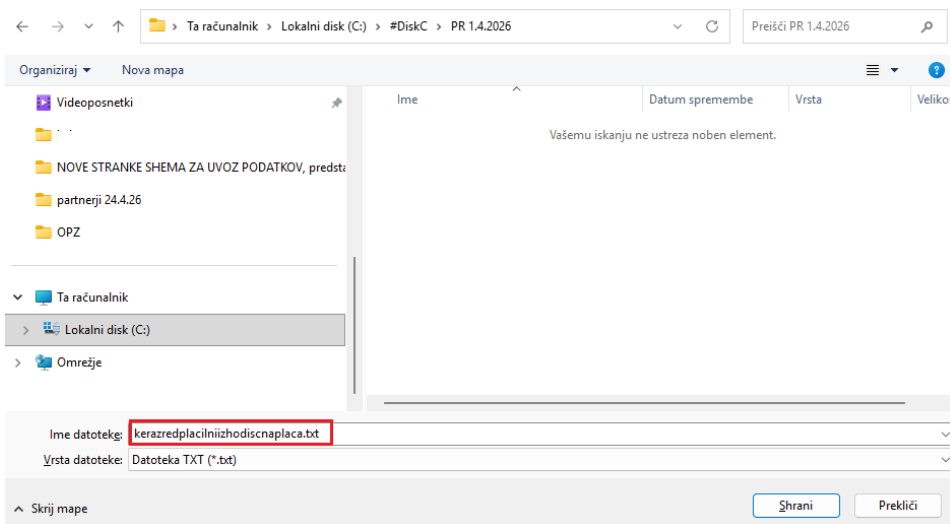 Ta računalnik > Lokalni disk (C:) > #DiskC > PR 1.4.2026
Preišči PR 1.4.2026
Organiziraj
Nova mapa
Videoposnetki
NOVE STRANKE SHEMA ZA UVOZ PODATKOV, predsta
partnerji 24.4.26
OPZ
Ta računalnik
Lokalni disk (C:)
Omrežje
Ime
Datum spremembe
Vrsta
Veliko
Vašemu iskanju ne ustreza noben element.
Ime datoteke: kerazredplacilniizhodiscnaplaca.txt
Vrsta datoteke: Datoteka TXT (*.txt)
Skrij mape
Shrani
Prekliči